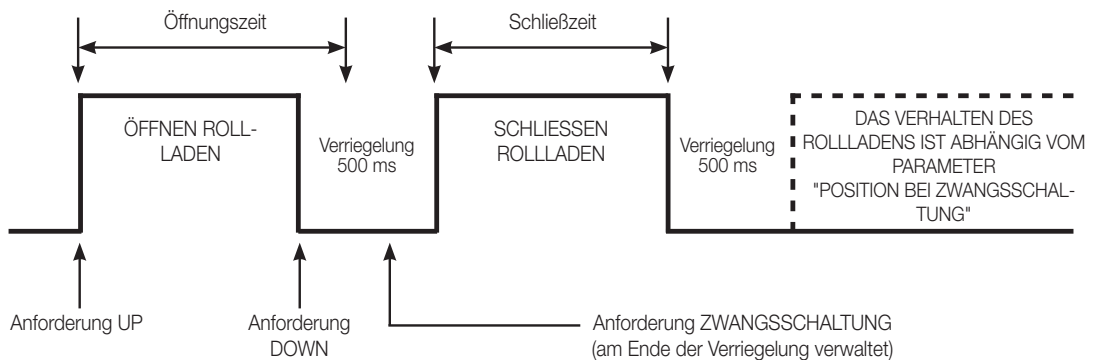 Öffnungszeit
Schließzeit
ÖFFNEN ROLL-
LADEN
Verriegelung
500 ms
SCHLIESSEN
ROLLLADEN
Verriegelung
500 ms
DAS VERHALTEN DES
ROLLLADENS IST ABHÄNGIG VOM
PARAMETER
"POSITION BEI ZWANGSSCHAL-
TUNG"
Anforderung UP
Anforderung
DOWN
Anforderung ZWANGSSCHALTUNG
(am Ende der Verriegelung verwaltet)